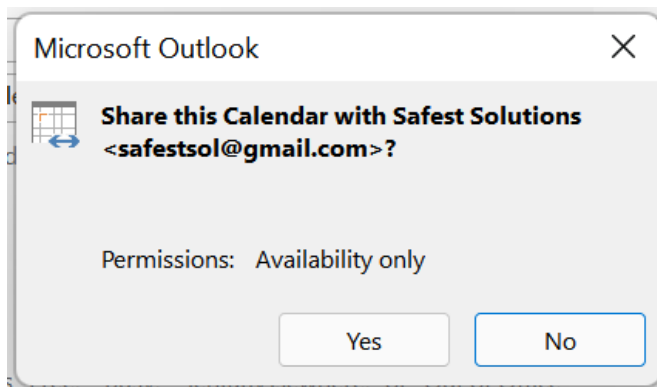 Microsoft Outlook
Share this Calendar with Safest Solutions
<safestsol@gmail.com>?
Permissions: Availability only
Yes No